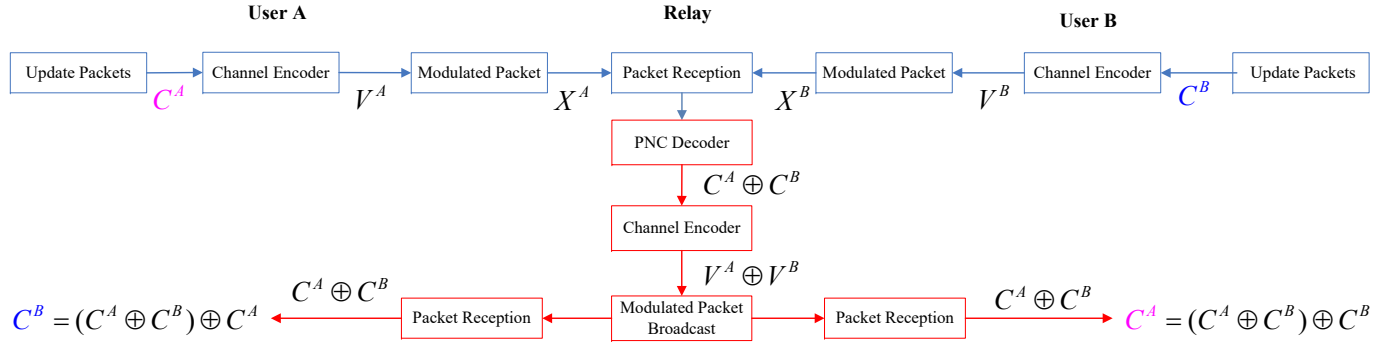 User A
Relay
User B
Update Packets
Channel Encoder
Modulated Packet
Packet Reception
Modulated Packet
Channel Encoder
Update Packets
C^A
V^A
X^A
X^B
V^B
C^B
PNC Decoder
C^A ⊕ C^B
Channel Encoder
V^A ⊕ V^B
C^B = (C^A ⊕ C^B) ⊕ C^A
C^A ⊕ C^B
Packet Reception
Modulated Packet
Broadcast
Packet Reception
C^A ⊕ C^B
C^A = (C^A ⊕ C^B) ⊕ C^B